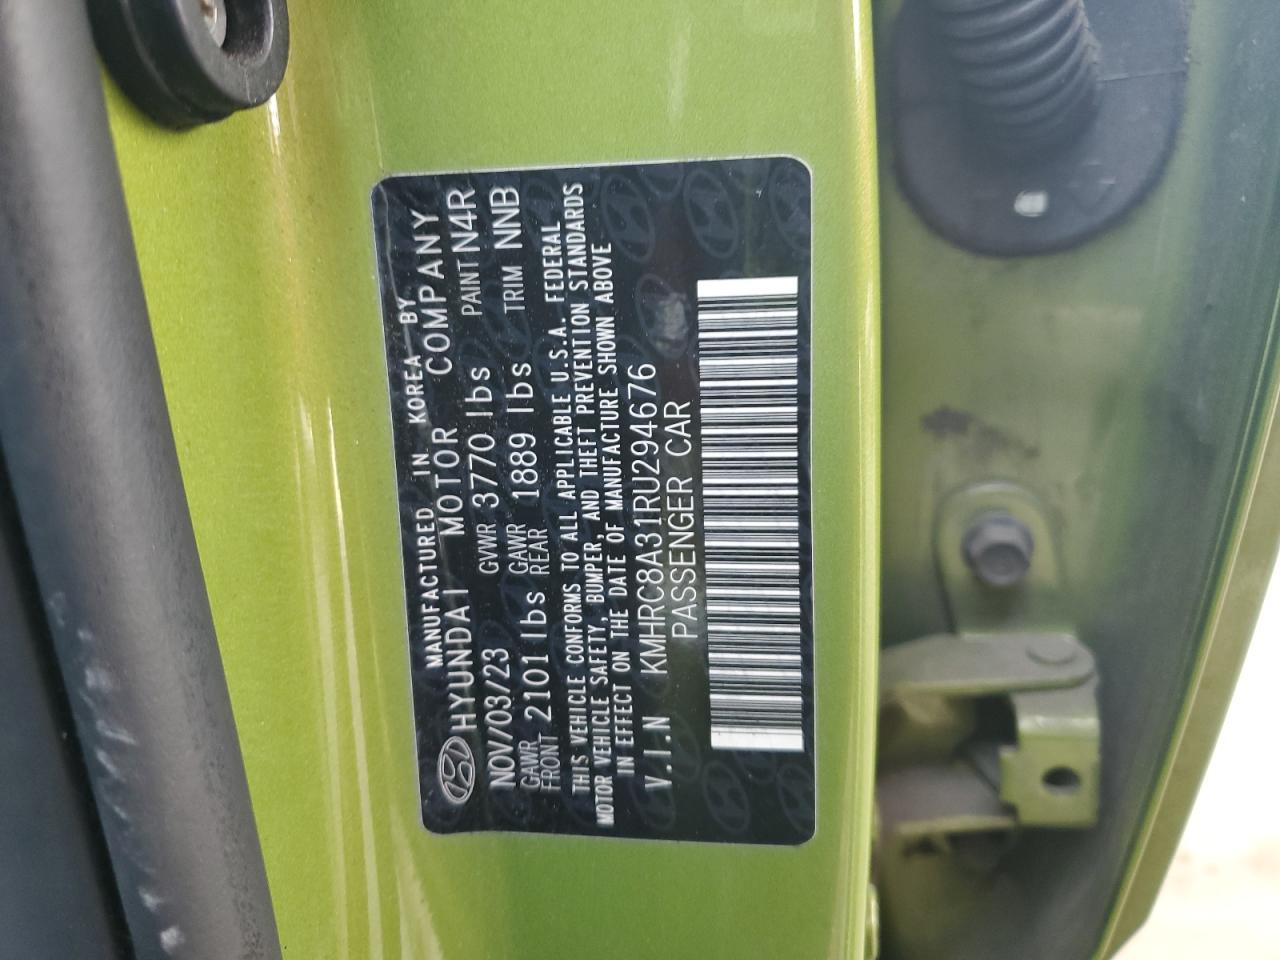 MANUFACTURED IN KOREA BY
HYUNDAI MOTOR COMPANY
NOV/03/23 GVWR 3770 lbs PAINT N4R
GAWR FRONT 2101 lbs GAWR REAR 1889 lbs TRIM NNB
THIS VEHICLE CONFORMS TO ALL APPLICABLE U.S.A. FEDERAL
MOTOR VEHICLE SAFETY, BUMPER, AND THEFT PREVENTION STANDARDS
IN EFFECT ON THE DATE OF MANUFACTURE SHOWN ABOVE
V.I.N KMHRC8A31RU294676
PASSENGER CAR